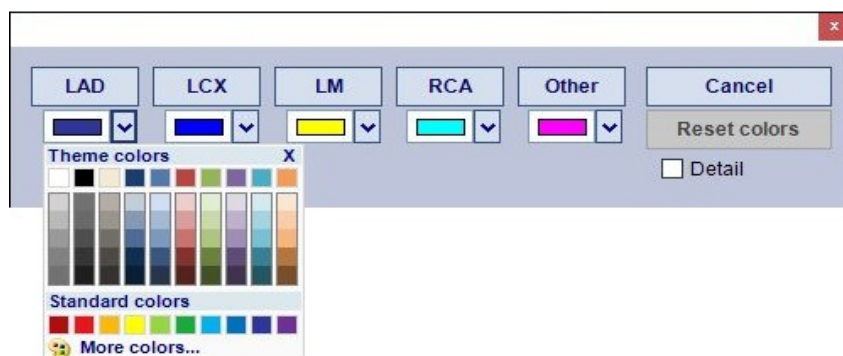 x
LAD LCX LM RCA Other Cancel
Reset colors
Theme colors X
Detail
Standard colors
More colors...